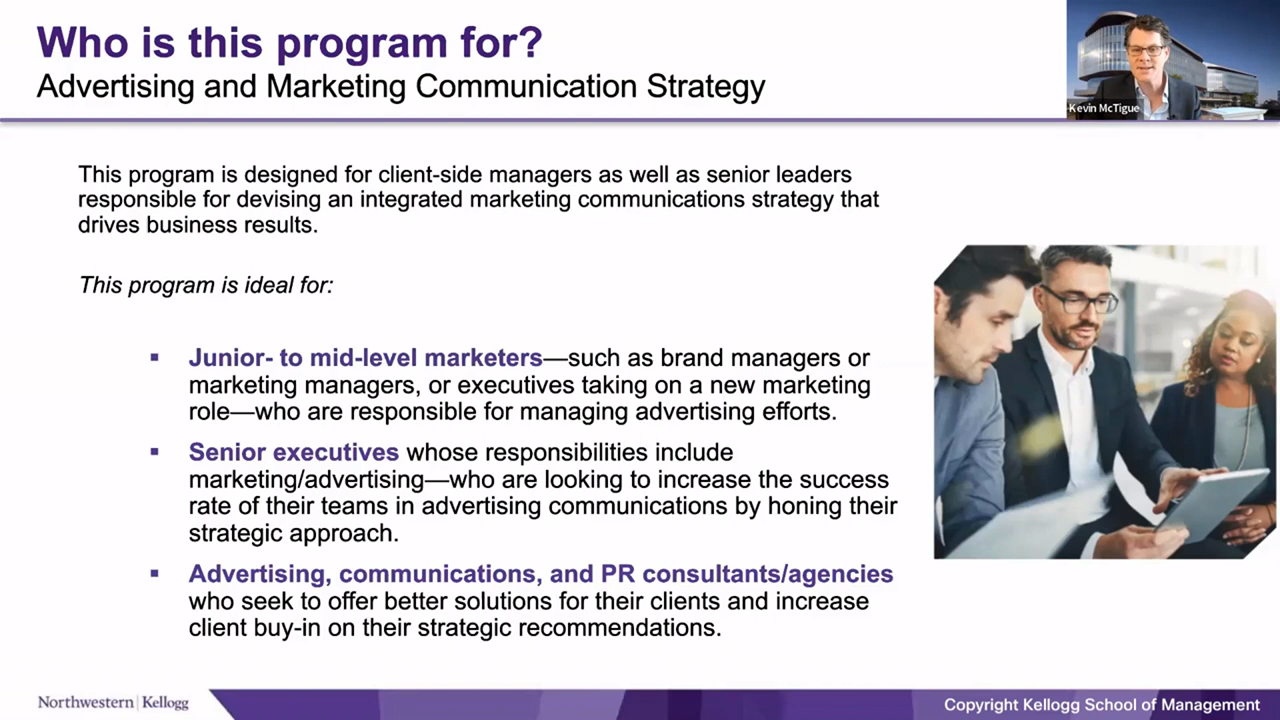 Who is this program for?
Advertising and Marketing Communication Strategy
Kevin McTigue
This program is designed for client-side managers as well as senior leaders
responsible for devising an integrated marketing communications strategy that
drives business results.
This program is ideal for:
▪ Junior- to mid-level marketers—such as brand managers or
marketing managers, or executives taking on a new marketing
role—who are responsible for managing advertising efforts.
▪ Senior executives whose responsibilities include
marketing/advertising—who are looking to increase the success
rate of their teams in advertising communications by honing their
strategic approach.
▪ Advertising, communications, and PR consultants/agencies
who seek to offer better solutions for their clients and increase
client buy-in on their strategic recommendations.
Northwestern | Kellogg
Copyright Kellogg School of Management